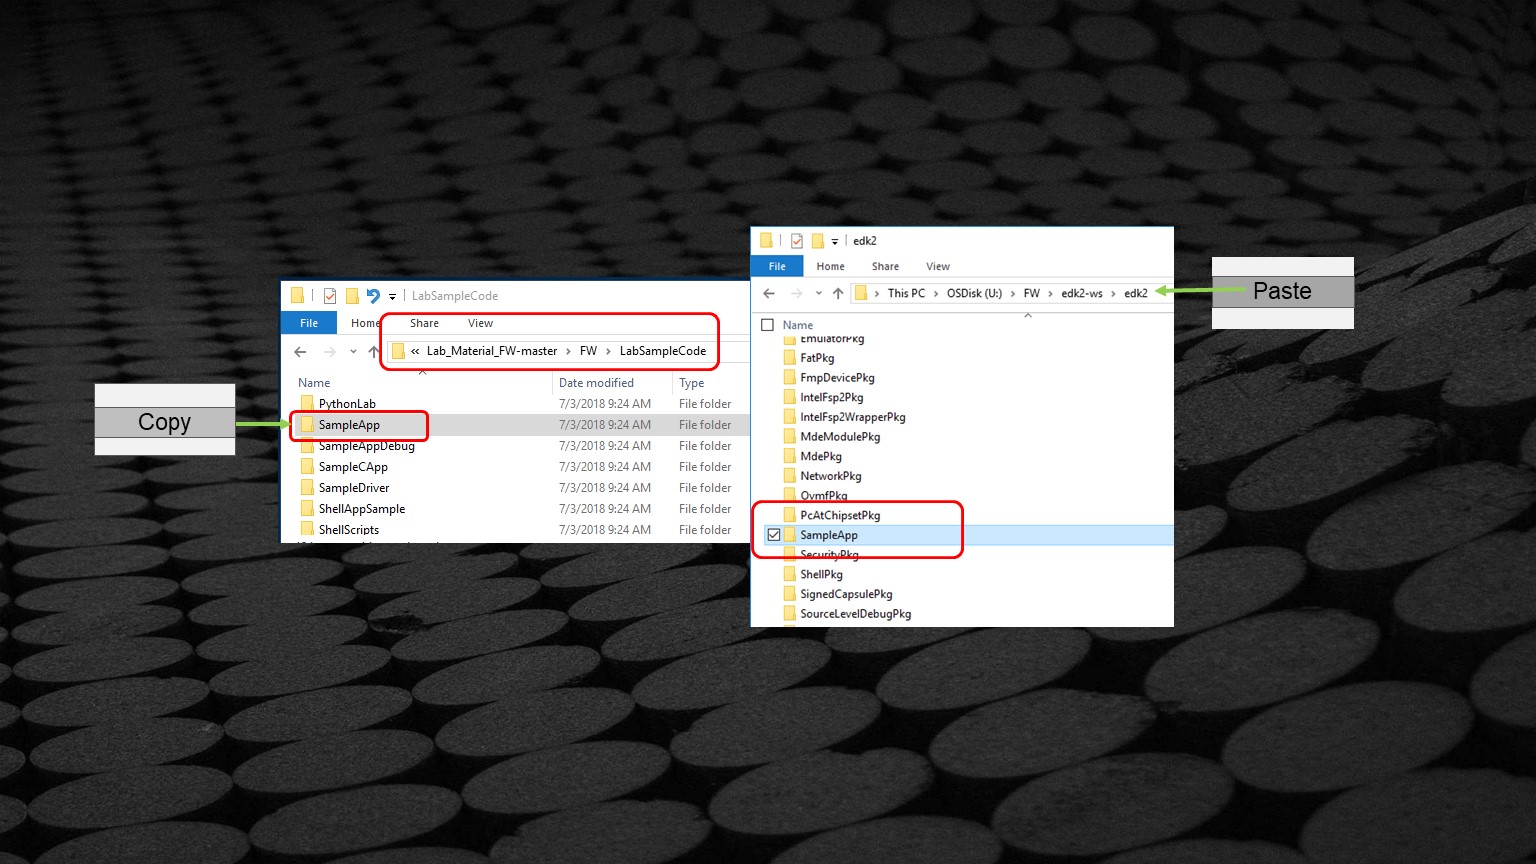 Copy
LabSampleCode
File Home Share View
« Lab_Material_FW-master › FW › LabSampleCode
Name Date modified Type
PythonLab 7/3/2018 9:24 AM File folder
SampleApp 7/3/2018 9:24 AM File folder
SampleAppDebug 7/3/2018 9:24 AM File folder
SampleCApp 7/3/2018 9:24 AM File folder
SampleDriver 7/3/2018 9:24 AM File folder
ShellAppSample 7/3/2018 9:24 AM File folder
ShellScripts 7/3/2018 9:24 AM File folder
edk2
File Home Share View
› This PC › OSDisk (U:) › FW › edk2-ws › edk2
Name
EmulatorPkg
FatPkg
FmpDevicePkg
IntelFsp2Pkg
IntelFsp2WrapperPkg
MdeModulePkg
MdePkg
NetworkPkg
OvmfPkg
PcAtChipsetPkg
SampleApp
SecurityPkg
ShellPkg
SignedCapsulePkg
SourceLevelDebugPkg
Paste